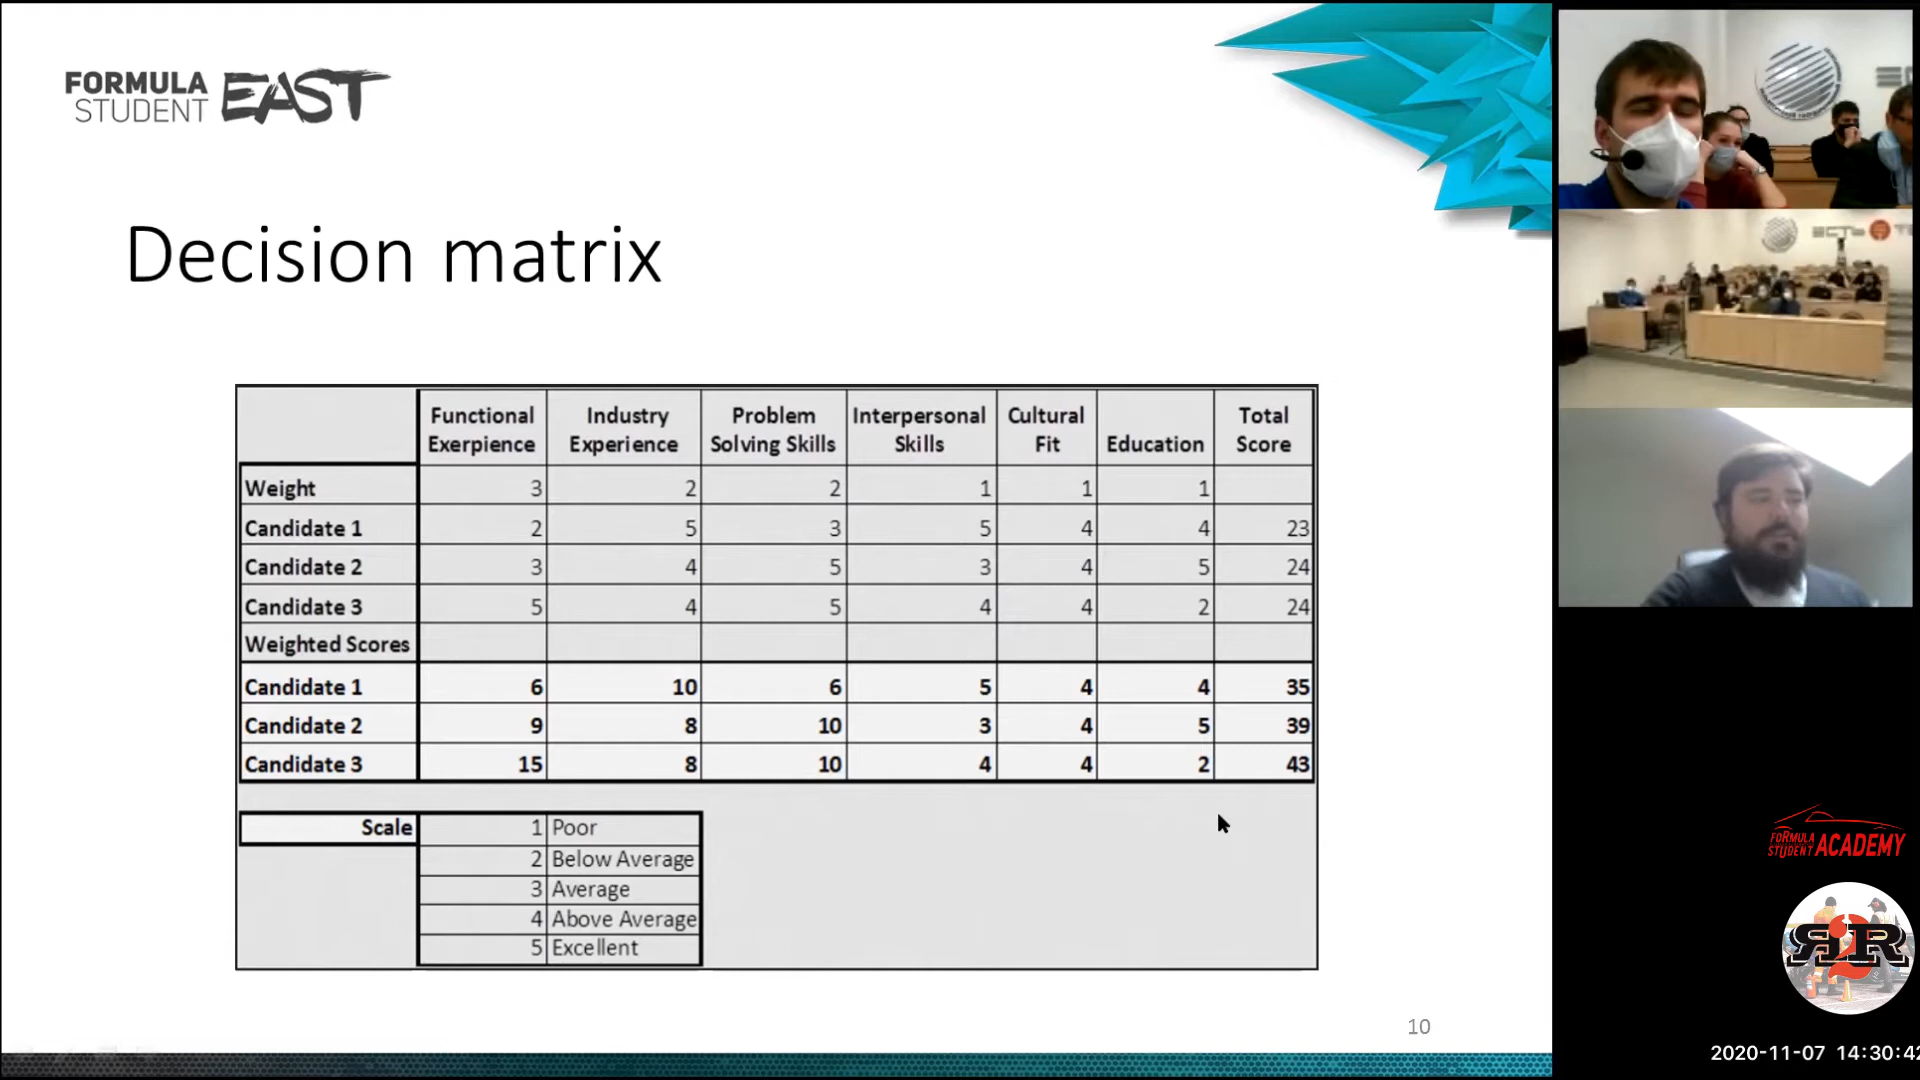 FORMULA
STUDENT EAST
Decision matrix
Functional Exerpience Industry Experience Problem Solving Skills Interpersonal Skills Cultural Fit Education Total Score
Weight 3 2 2 1 1 1
Candidate 1 2 5 3 5 4 4 23
Candidate 2 3 4 5 3 4 5 24
Candidate 3 5 4 5 4 4 2 24
Weighted Scores
Candidate 1 6 10 6 5 4 4 35
Candidate 2 9 8 10 3 4 5 39
Candidate 3 15 8 10 4 4 2 43
Scale 1 Poor
2 Below Average
3 Average
4 Above Average
5 Excellent
10
ЕСТЬ
FORMULA
STUDENT ACADEMY
2020-11-07 14:30:42